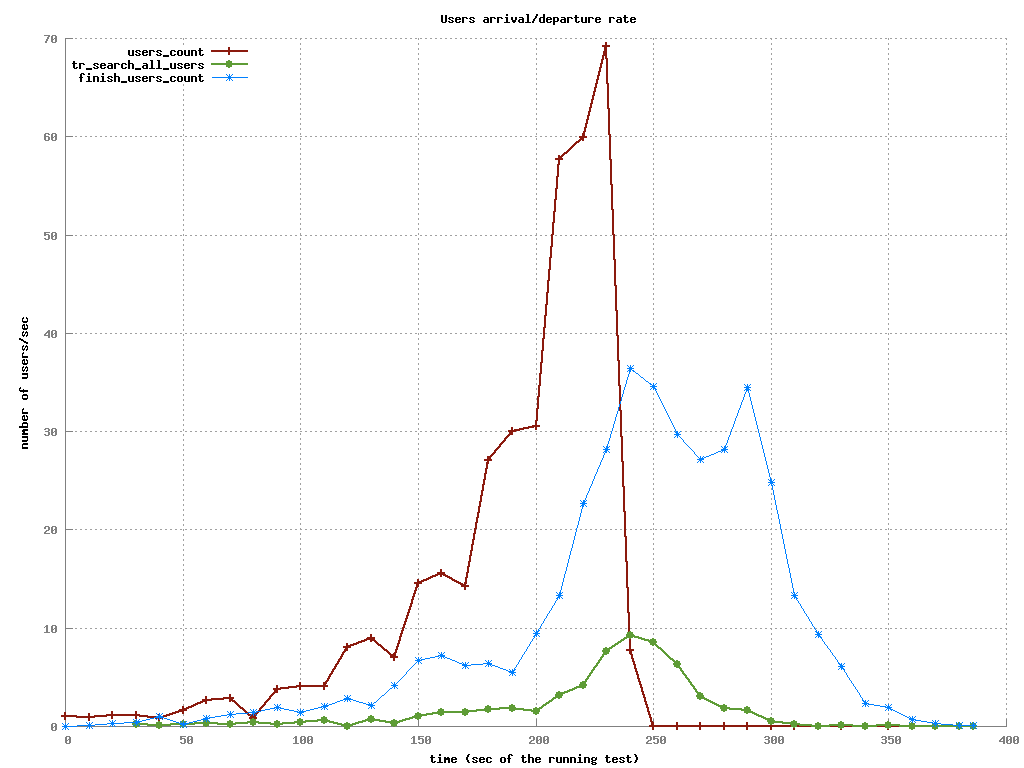 Users arrival/departure rate
70
60
50
40
30
20
10
0
users_count
tr_search_all_users
finish_users_count
number of users/sec
0 50 100 150 200 250 300 350 400
time (sec of the running test)